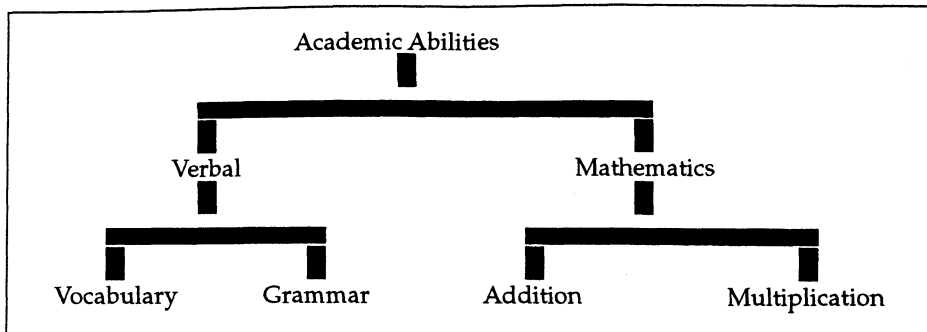 Academic Abilities
Verbal Mathematics
Vocabulary Grammar Addition Multiplication